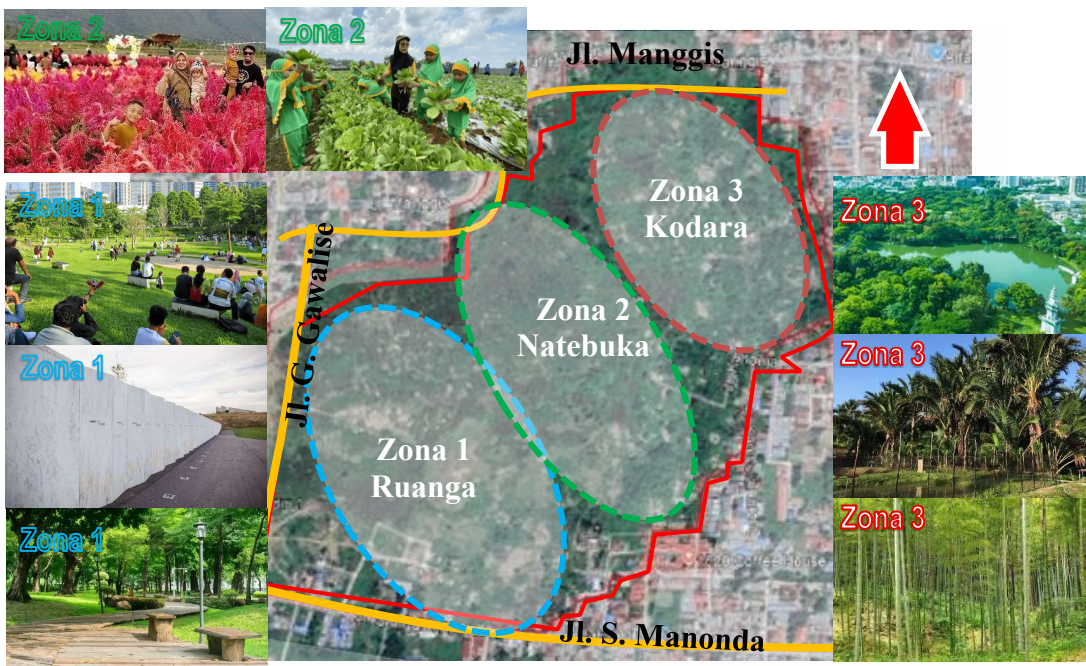 Zona 2
Zona 2
Jl. Manggis
Zona 1
Zona 3
Kodara
Zona 3
Jl. G. Gawalise
Zona 2
Natebuka
Zona 1
Zona 3
Zona 1
Ruanga
Zona 1
Zona 3
Jl. S. Manonda